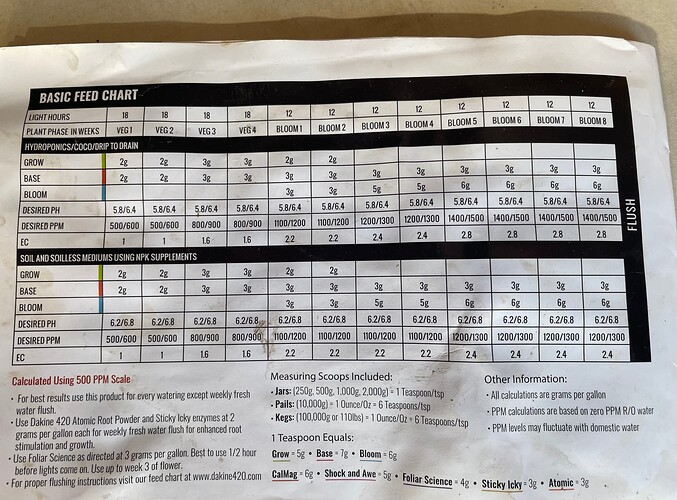 BASIC FEED CHART
LIGHT HOURS 18 18 18 18 12 12 12 12 12 12 12 12
PLANT PHASE IN WEEKS VEG 1 VEG 2 VEG 3 VEG 4 BLOOM 1 BLOOM 2 BLOOM 3 BLOOM 4 BLOOM 5 BLOOM 6 BLOOM 7 BLOOM 8
HYDROPONICS/COCO/DRIP TO DRAIN
GROW 2g 2g 3g 3g 2g 2g
BASE 2g 2g 3g 3g 3g 3g 3g 3g 3g 3g 3g 3g
BLOOM 3g 3g 5g 5g 6g 6g 6g 6g
DESIRED PH 5.8/6.4 5.8/6.4 5.8/6.4 5.8/6.4 5.8/6.4 5.8/6.4 5.8/6.4 5.8/6.4 5.8/6.4 5.8/6.4 5.8/6.4 5.8/6.4
DESIRED PPM 500/600 500/600 800/900 800/900 1100/1200 1100/1200 1200/1300 1200/1300 1400/1500 1400/1500 1400/1500 1400/1500
EC 1 1 1.6 1.6 2.2 2.2 2.4 2.4 2.8 2.8 2.8 2.8
FLUSH
SOIL AND SOILLESS MEDIUMS USING NPK SUPPLEMENTS
GROW 2g 2g 3g 3g 2g 2g
BASE 2g 2g 3g 3g 3g 3g 3g 3g 3g 3g 3g 3g
BLOOM 3g 3g 5g 5g 6g 6g 6g 6g
DESIRED PH 6.2/6.8 6.2/6.8 6.2/6.8 6.2/6.8 6.2/6.8 6.2/6.8 6.2/6.8 6.2/6.8 6.2/6.8 6.2/6.8 6.2/6.8 6.2/6.8
DESIRED PPM 500/600 500/600 800/900 800/900 1100/1200 1100/1200 1100/1200 1100/1200 1200/1300 1200/1300 1200/1300 1200/1300
EC 1 1 1.6 1.6 2.2 2.2 2.2 2.2 2.4 2.4 2.4 2.4
Calculated Using 500 PPM Scale
• For best results use this product for every watering except weekly fresh
water flush.
• Use Dakine 420 Atomic Root Powder and Sticky Icky enzymes at 2
grams per gallon each for weekly fresh water flush for enhanced root
stimulation and growth.
• Use Foliar Science as directed at 3 grams per gallon. Best to use 1/2 hour
before lights come on. Use up to week 3 of flower.
• For proper flushing instructions visit our feed chart at www.dakine420.com
Measuring Scoops Included:
• Jars: (250g, 500g, 1,000g, 2,000g) = 1 Teaspoon/tsp
• Pails: (10,000g) = 1 Ounce/Oz = 6 Teaspoons/tsp
• Kegs: (100,000g or 110lbs) = 1 Ounce/Oz = 6 Teaspoons/tsp
1 Teaspoon Equals:
Grow = 5g • Base = 7g • Bloom = 6g
CalMag = 6g • Shock and Awe = 5g • Foliar Science = 4g • Sticky Icky = 3g • Atomic = 3g
Other Information:
• All calculations are grams per gallon
• PPM calculations are based on zero PPM R/O water
• PPM levels may fluctuate with domestic water